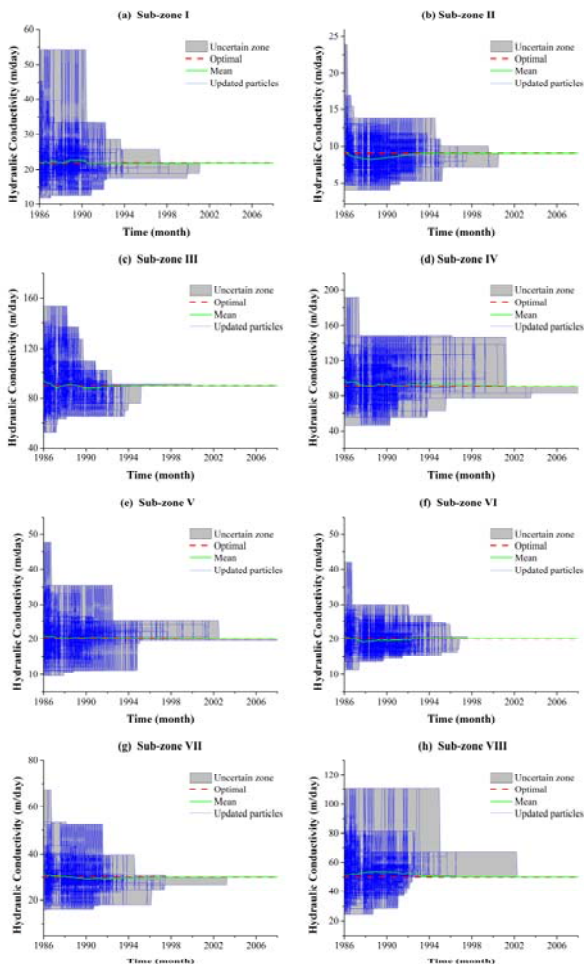 (a) Sub-zone I
Hydraulic Conductivity (m/day)
60
50
40
30
20
10
Uncertain zone
Optimal
Mean
Updated particles
1986 1990 1994 1998 2002 2006
Time (month)
(b) Sub-zone II
Hydraulic Conductivity (m/day)
25
20
15
10
5
Uncertain zone
Optimal
Mean
Updated particles
1986 1990 1994 1998 2002 2006
Time (month)
(c) Sub-zone III
Hydraulic Conductivity (m/day)
160
120
80
40
Uncertain zone
Optimal
Mean
Updated particles
1986 1990 1994 1998 2002 2006
Time (month)
(d) Sub-zone IV
Hydraulic Conductivity (m/day)
200
160
120
80
40
Uncertain zone
Optimal
Mean
Updated particles
1986 1990 1994 1998 2002 2006
Time (month)
(e) Sub-zone V
Hydraulic Conductivity (m/day)
50
40
30
20
10
Uncertain zone
Optimal
Mean
Updated particles
1986 1990 1994 1998 2002 2006
Time (month)
(f) Sub-zone VI
Hydraulic Conductivity (m/day)
50
40
30
20
10
Uncertain zone
Optimal
Mean
Updated particles
1986 1990 1994 1998 2002 2006
Time (month)
(g) Sub-zone VII
Hydraulic Conductivity (m/day)
80
60
40
20
Uncertain zone
Optimal
Mean
Updated particles
1986 1990 1994 1998 2002 2006
Time (month)
(h) Sub-zone VIII
Hydraulic Conductivity (m/day)
120
100
80
60
40
20
Uncertain zone
Optimal
Mean
Updated particles
1986 1990 1994 1998 2002 2006
Time (month)